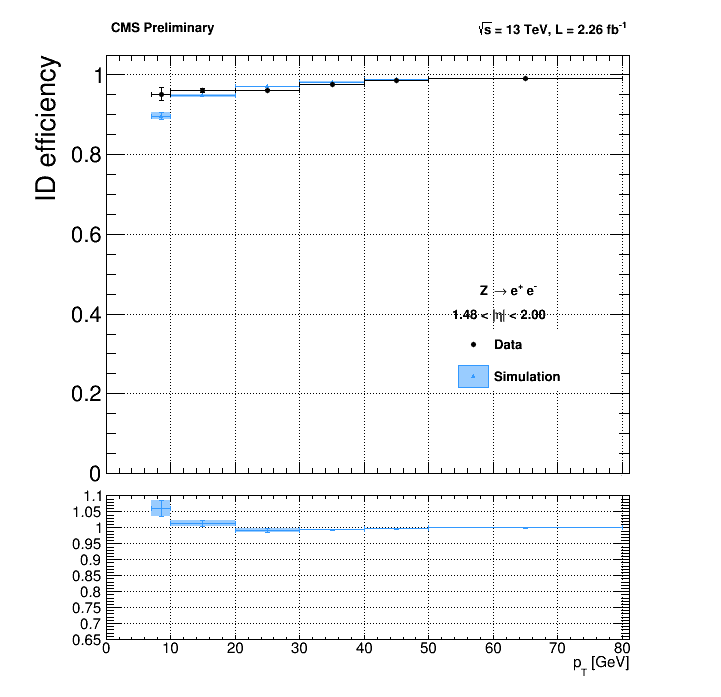 CMS Preliminary
√s = 13 TeV, L = 2.26 fb⁻¹
ID efficiency
1
0.8
0.6
0.4
0.2
0
Z → e⁺ e⁻
1.48 < |η| < 2.00
Data
Simulation
1.1
1.05
1
0.95
0.9
0.85
0.8
0.75
0.7
0.65
0 10 20 30 40 50 60 70 80
p_T [GeV]